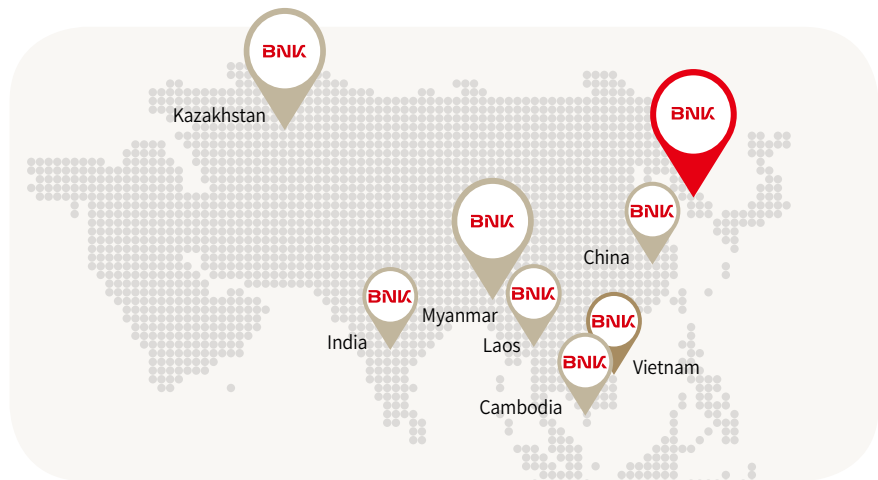 BNK
Kazakhstan
BNK
BNK
China
BNK
Myanmar
BNK
Laos
BNK
India
BNK
Vietnam
BNK
Cambodia